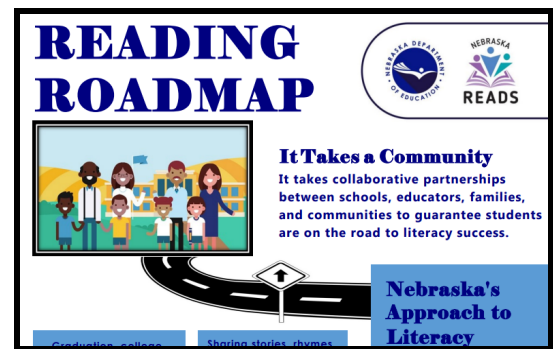 READING
ROADMAP
NEBRASKA DEPARTMENT
OF EDUCATION
NEBRASKA
READS
It Takes a Community
It takes collaborative partnerships
between schools, educators, families,
and communities to guarantee students
are on the road to literacy success.
Nebraska's
Approach to
Literacy
Graduation, college
Sharing stories, rhymes